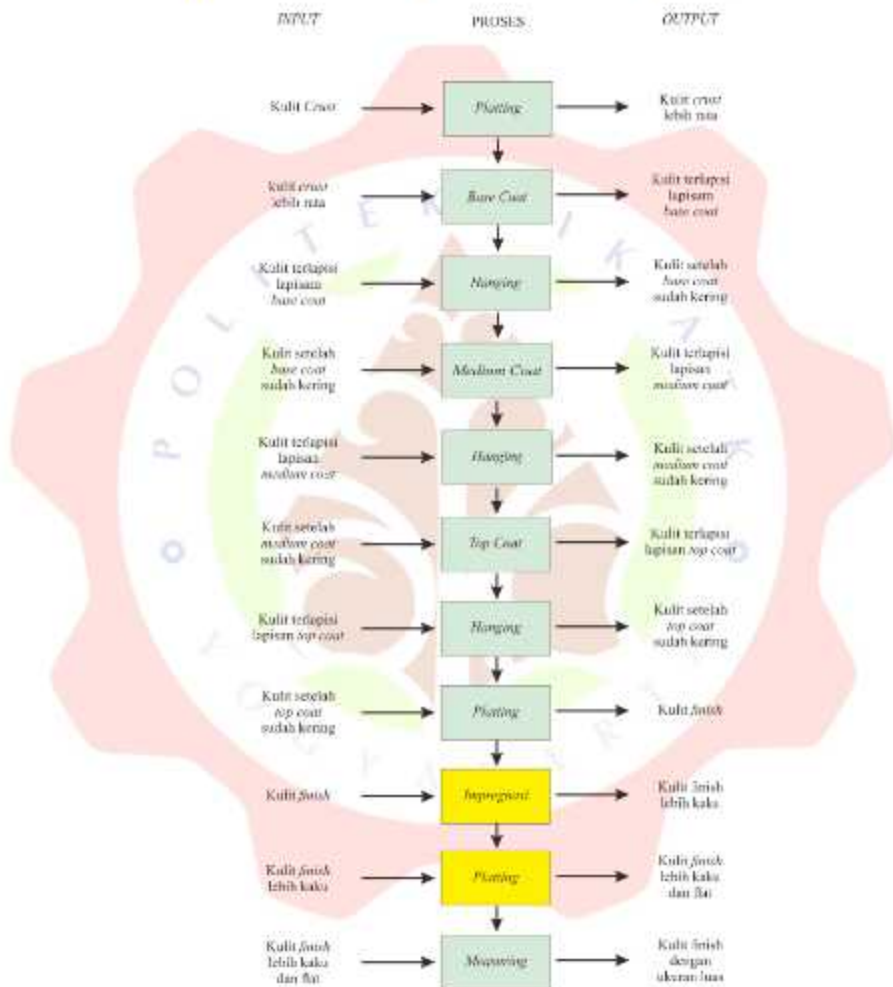 INPUT PROSES OUTPUT
Kulit Crust
Platting
Kulit crust
lebih rata
kulit crust
lebih rata
Base Coat
Kulit terlapisi
lapisam
base coat
Kulit terlapisi
lapisam
base coat
Hanging
Kulit setelah
base coat
sudah kering
Kulit setelah
base coat
sudah kering
Medium Coat
Kulit terlapisi
lapisan
medium coat
Kulit terlapisi
lapisan
medium coat
Hanging
Kulit setelah
medium coat
sudah kering
Kulit setelah
medium coat
sudah kering
Top Coat
Kulit terlapisi
lapisan top coat
Kulit terlapisi
lapisan top coat
Hanging
Kulit setelah
top coat
sudah kering
Kulit setelah
top coat
sudah kering
Platting
Kulit finish
Kulit finish
Impregnasi
Kulit finish
lebih kaku
Kulit finish
lebih kaku
Platting
Kulit finish
lebih kaku
dan flat
Kulit finish
lebih kaku
dan flat
Measuring
Kulit finish
dengan
ukuran luas